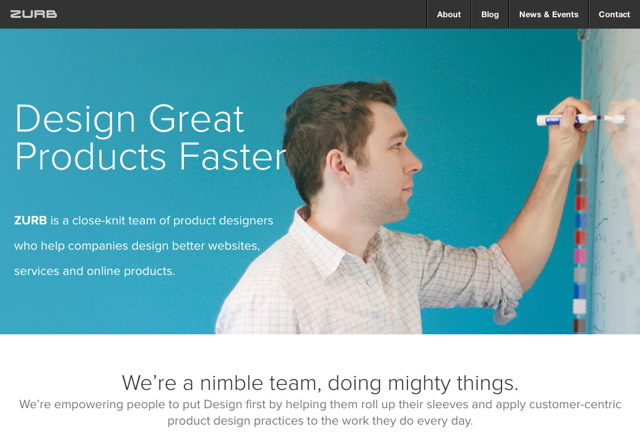 ZURB
About
Blog
News & Events
Contact
Design Great
Products Faster
ZURB is a close-knit team of product designers
who help companies design better websites,
services and online products.
We’re a nimble team, doing mighty things.
We’re empowering people to put Design first by helping them roll up their sleeves and apply customer-centric
product design practices to the work they do every day.